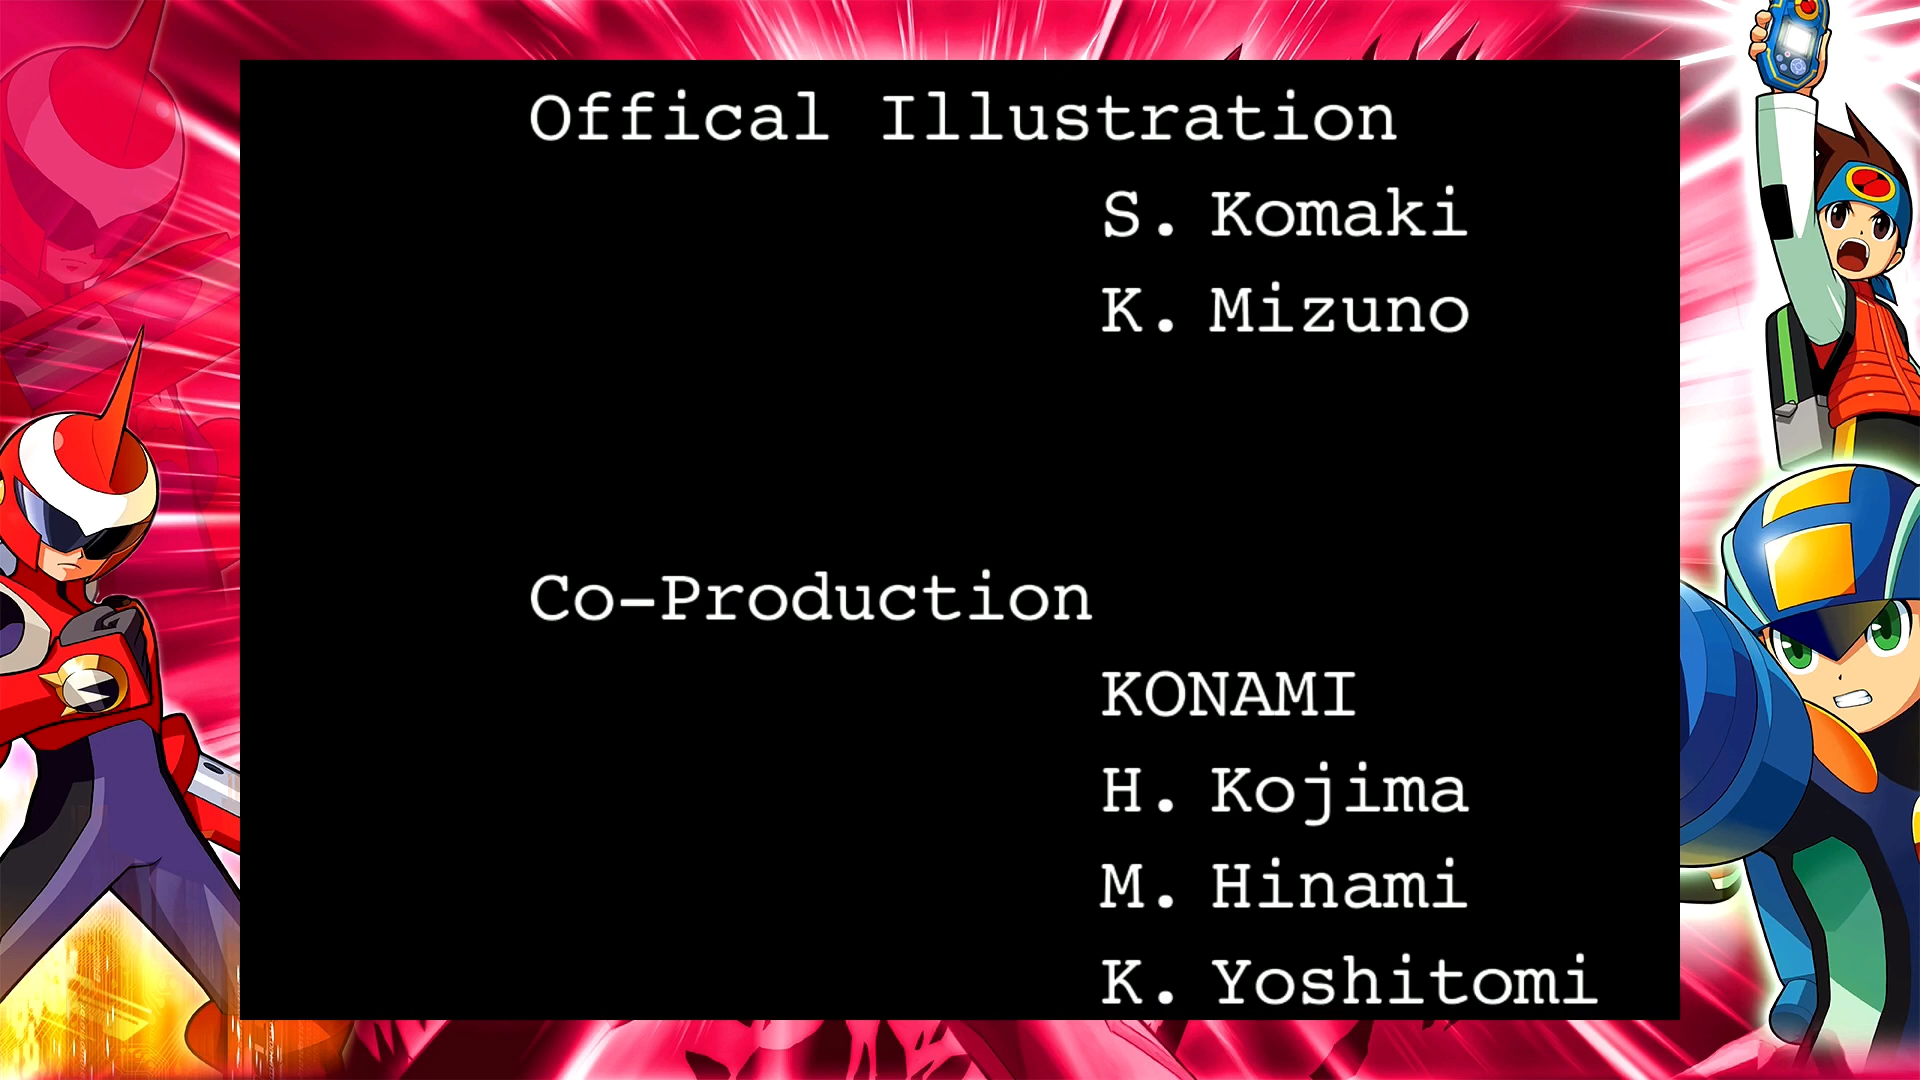 Offical Illustration
S. Komaki
K. Mizuno
Co-Production
KONAMI
H. Kojima
M. Hinami
K. Yoshitomi